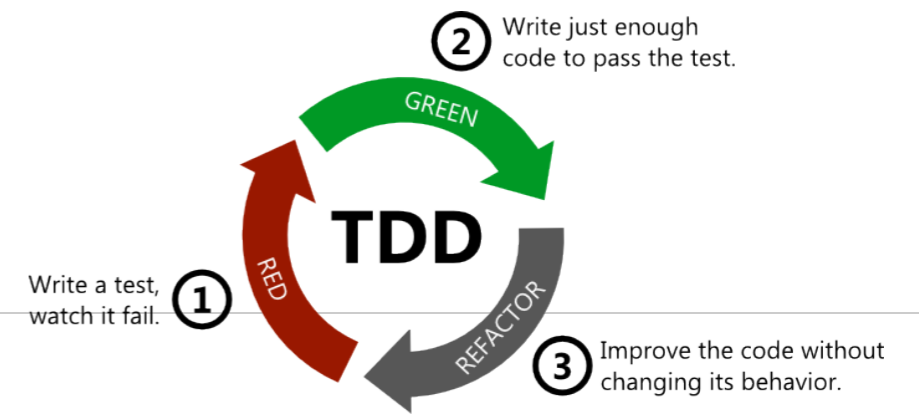 2
Write just enough
code to pass the test.
GREEN
TDD
RED
Write a test,
watch it fail.
1
REFACTOR
3
Improve the code without
changing its behavior.